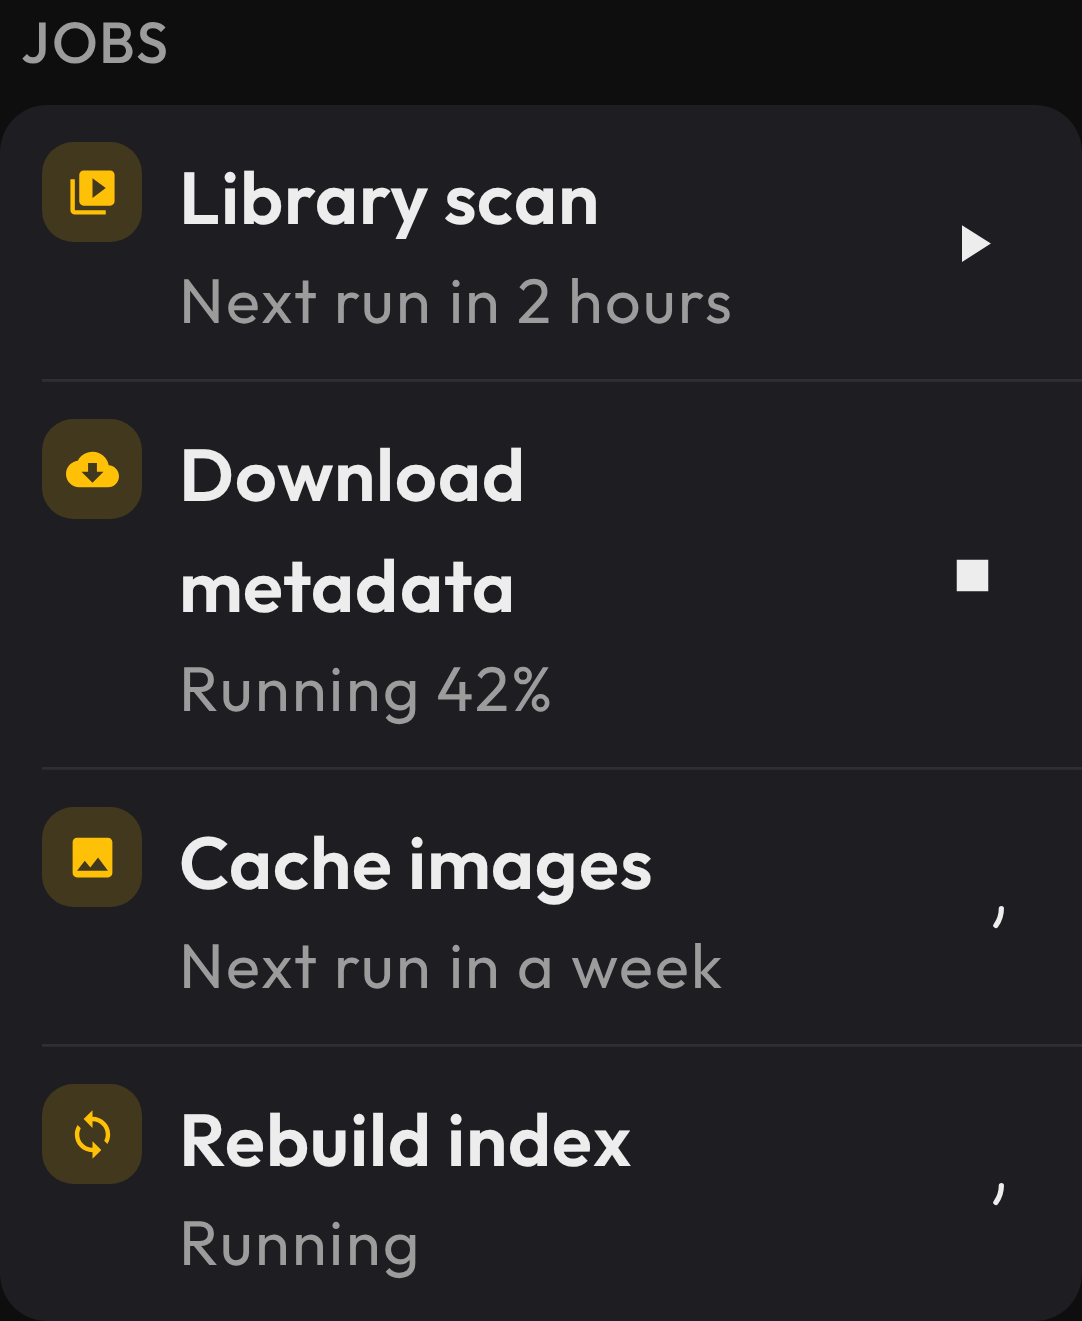 JOBS
Library scan
Next run in 2 hours
Download
metadata
Running 42%
Cache images
Next run in a week
Rebuild index
Running